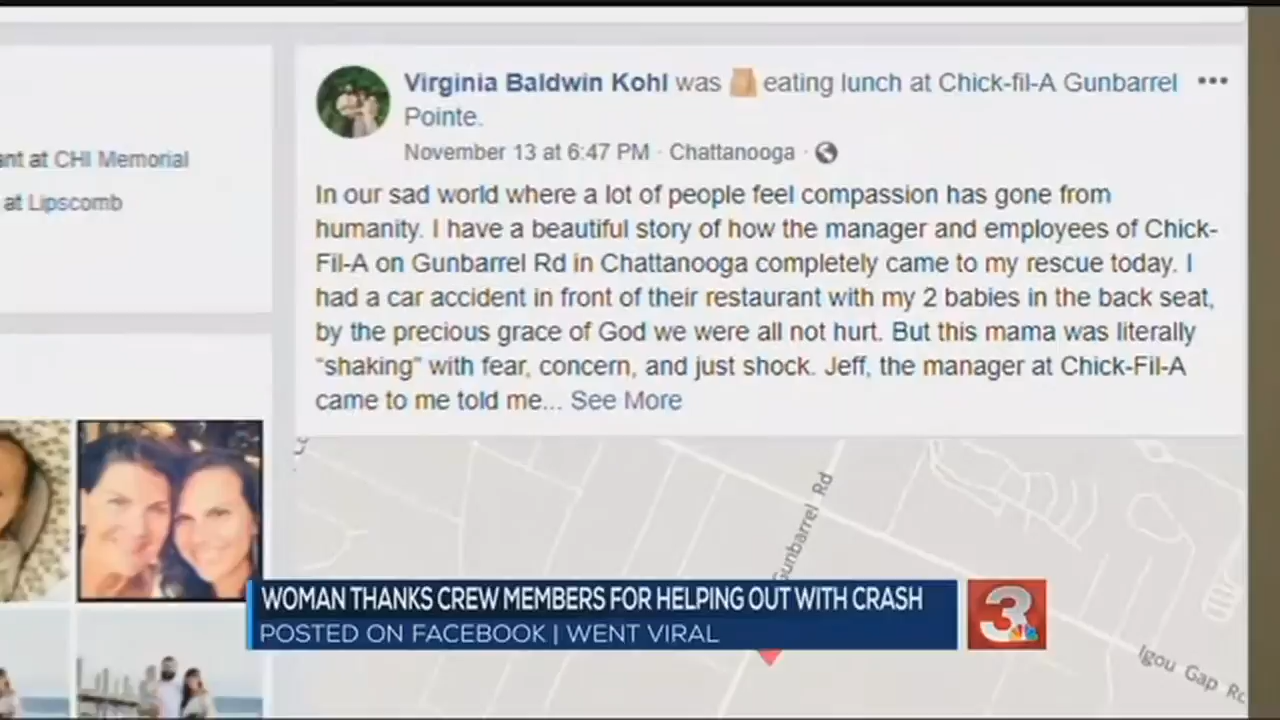 ant at CHI Memorial
at Lipscomb
Virginia Baldwin Kohl was eating lunch at Chick-fil-A Gunbarrel
Pointe.
November 13 at 6:47 PM · Chattanooga ·
In our sad world where a lot of people feel compassion has gone from
humanity. I have a beautiful story of how the manager and employees of Chick-
Fil-A on Gunbarrel Rd in Chattanooga completely came to my rescue today. I
had a car accident in front of their restaurant with my 2 babies in the back seat,
by the precious grace of God we were all not hurt. But this mama was literally
"shaking" with fear, concern, and just shock. Jeff, the manager at Chick-Fil-A
came to me told me... See More
Gunbarrel Rd
WOMAN THANKS CREW MEMBERS FOR HELPING OUT WITH CRASH
POSTED ON FACEBOOK | WENT VIRAL
3
Igou Gap Rd